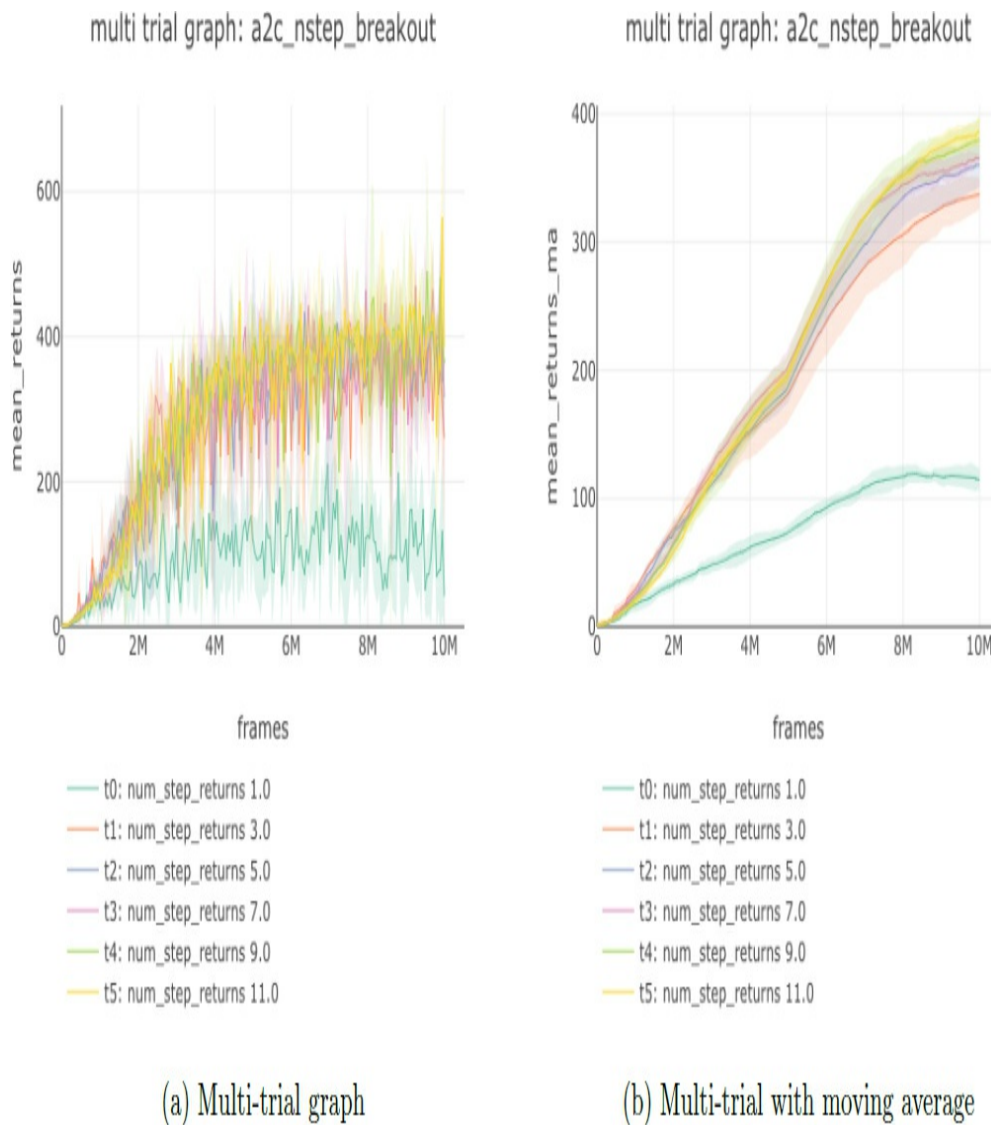 multi trial graph: a2c_nstep_breakout
600
400
200
0
mean_returns
0 2M 4M 6M 8M 10M
frames
t0: num_step_returns 1.0
t1: num_step_returns 3.0
t2: num_step_returns 5.0
t3: num_step_returns 7.0
t4: num_step_returns 9.0
t5: num_step_returns 11.0
(a) Multi-trial graph
multi trial graph: a2c_nstep_breakout
400
300
200
100
0
mean_returns_ma
0 2M 4M 6M 8M 10M
frames
t0: num_step_returns 1.0
t1: num_step_returns 3.0
t2: num_step_returns 5.0
t3: num_step_returns 7.0
t4: num_step_returns 9.0
t5: num_step_returns 11.0
(b) Multi-trial with moving average